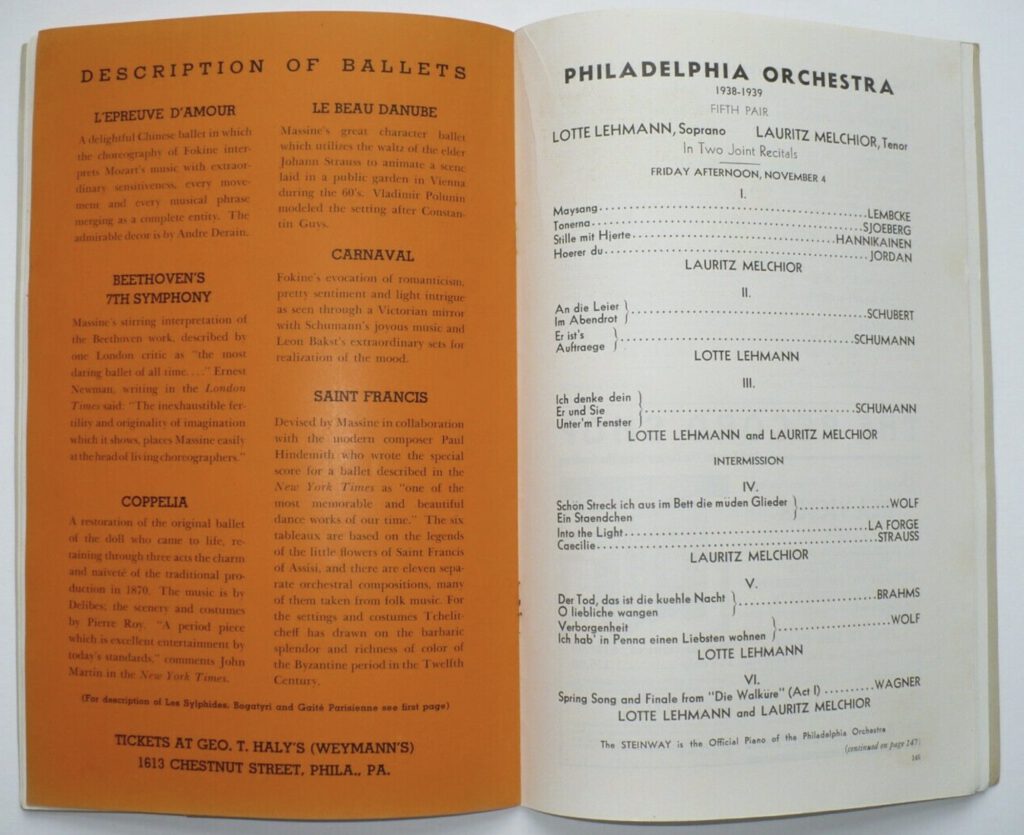 DESCRIPTION OF BALLETS
L'EPREUVE D'AMOUR
A delightful Chinese ballet in which
the choreography of Fokine inter-
prets Mozart's music with extraor-
dinary sensitiveness, every move-
ment and every musical phrase
merging as a complete entity. The
admirable decor is by Andre Derain.
BEETHOVEN'S
7TH SYMPHONY
Massine's stirring interpretation of
the Beethoven work, described by
one London critic as "the most
daring ballet of all time. . . ." Ernest
Newman, writing in the London
Times said: "The inexhaustible fer-
tility and originality of imagination
which it shows, places Massine easily
at the head of living choreographers."
COPPELIA
A restoration of the original ballet
of the doll who came to life, re-
taining through three acts the charm
and naiveté of the traditional pro-
duction in 1870. The music is by
Delibes; the scenery and costumes
by Pierre Roy. "A period piece
which is excellent entertainment by
today's standards," comments John
Martin in the New York Times.
LE BEAU DANUBE
Massine's great character ballet
which utilizes the waltz of the elder
Johann Strauss to animate a scene
laid in a public garden in Vienna
during the 60's. Vladimir Polunin
modeled the setting after Constan-
tin Guys.
CARNAVAL
Fokine's evocation of romanticism,
pretty sentiment and light intrigue
as seen through a Victorian mirror
with Schumann's joyous music and
Leon Bakst's extraordinary sets for
realization of the mood.
SAINT FRANCIS
Devised by Massine in collaboration
with the modern composer Paul
Hindemith who wrote the special
score for a ballet described in the
New York Times as "one of the
most memorable and beautiful
dance works of our time." The six
tableaux are based on the legends
of the little flowers of Saint Francis
of Assisi, and there are eleven sepa-
rate orchestral compositions, many
of them taken from folk music. For
the settings and costumes Tchelit-
cheff has drawn on the barbaric
splendor and richness of color of
the Byzantine period in the Twelfth
Century.
(For description of Les Sylphides, Bogatyri and Gaité Parisienne see first page)
TICKETS AT GEO. T. HALY'S (WEYMANN'S)
1613 CHESTNUT STREET, PHILA., PA.
PHILADELPHIA ORCHESTRA
1938-1939
FIFTH PAIR
LOTTE LEHMANN, Soprano LAURITZ MELCHIOR, Tenor
In Two Joint Recitals
FRIDAY AFTERNOON, NOVEMBER 4
I.
Maysang LEMBCKE
Tonerna SJOEBERG
Stille mit Hjerte HANNIKAINEN
Hoerer du JORDAN
LAURITZ MELCHIOR
II.
An die Leier
Im Abendrot SCHUBERT
Er ist's
Auftraege SCHUMANN
LOTTE LEHMANN
III.
Ich denke dein
Er und Sie SCHUMANN
Unter'm Fenster
LOTTE LEHMANN and LAURITZ MELCHIOR
INTERMISSION
IV.
Schön Streck ich aus im Bett die müden Glieder WOLF
Ein Staendchen
Into the Light LA FORGE
Caecilie STRAUSS
LAURITZ MELCHIOR
V.
Der Tod, das ist die kuehle Nacht BRAHMS
O liebliche wangen
Verborgenheit WOLF
Ich hab' in Penna einen Liebsten wohnen
LOTTE LEHMANN
VI.
Spring Song and Finale from "Die Walküre" (Act I) WAGNER
LOTTE LEHMANN and LAURITZ MELCHIOR
The STEINWAY is the Official Piano of the Philadelphia Orchestra
(continued on page 147)